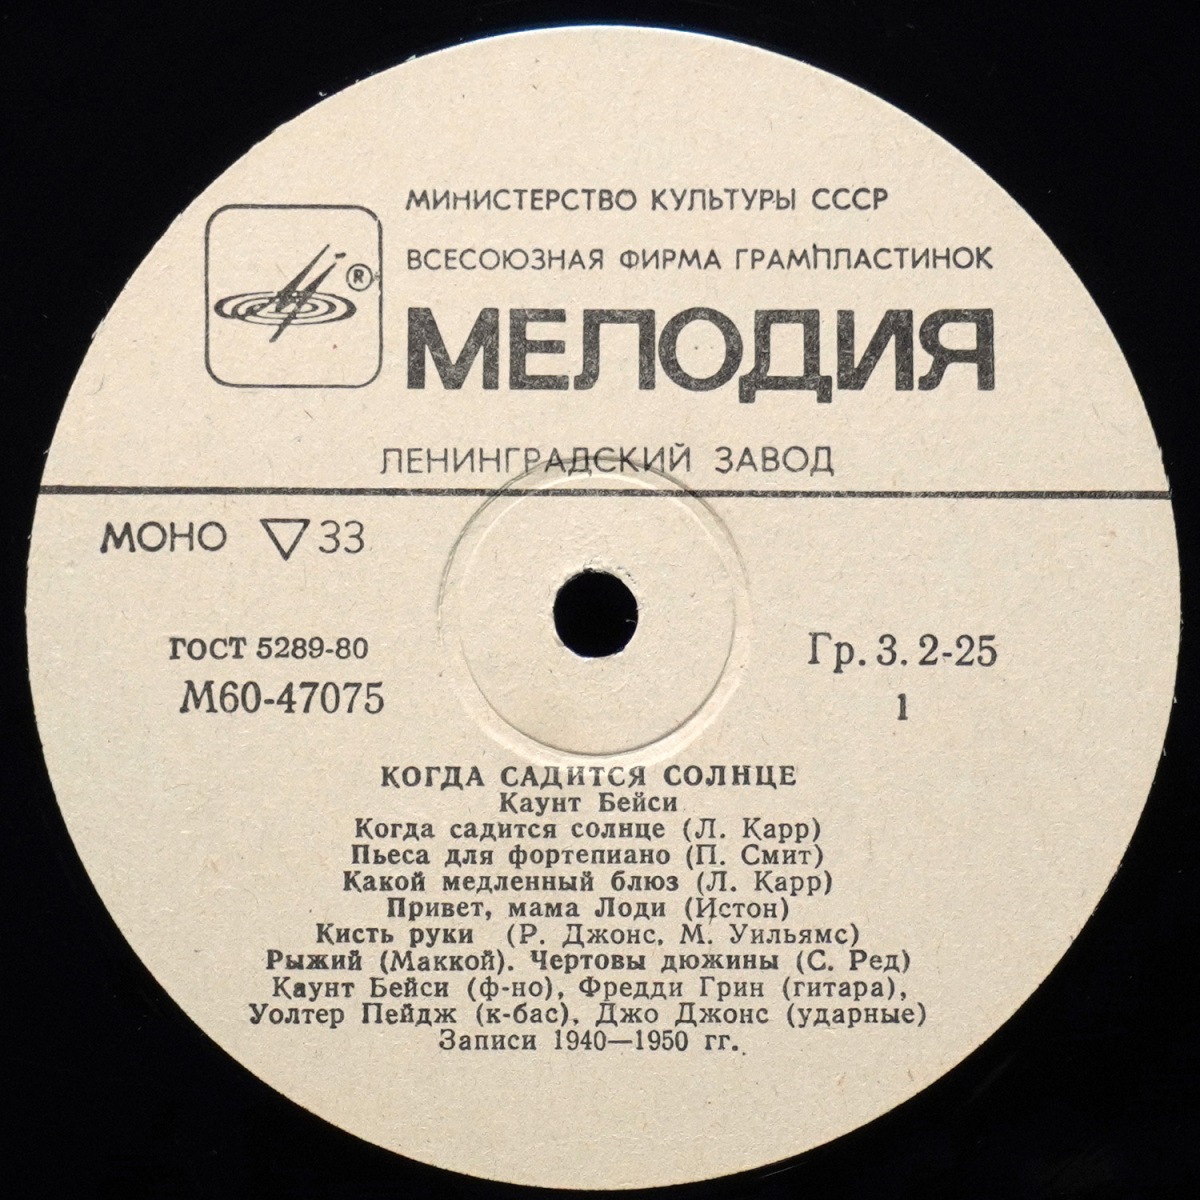 МИНИСТЕРСТВО КУЛЬТУРЫ СССР
ВСЕСОЮЗНАЯ ФИРМА ГРАМПЛАСТИНОК
®
МЕЛОДИЯ
ЛЕНИНГРАДСКИЙ ЗАВОД
МОНО ▽33
ГОСТ 5289-80
Гр. 3. 2-25
М60-47075
1
КОГДА САДИТСЯ СОЛНЦЕ
Каунт Бейси
Когда садится солнце (Л. Карр)
Пьеса для фортепиано (П. Смит)
Какой медленный блюз (Л. Карр)
Привет, мама Лоди (Истон)
Кисть руки (Р. Джонс, М. Уильямс)
Рыжий (Маккой). Чертовы дюжины (С. Ред)
Каунт Бейси (ф-но), Фредди Грин (гитара),
Уолтер Пейдж (к-бас), Джо Джонс (ударные)
Записи 1940—1950 гг.